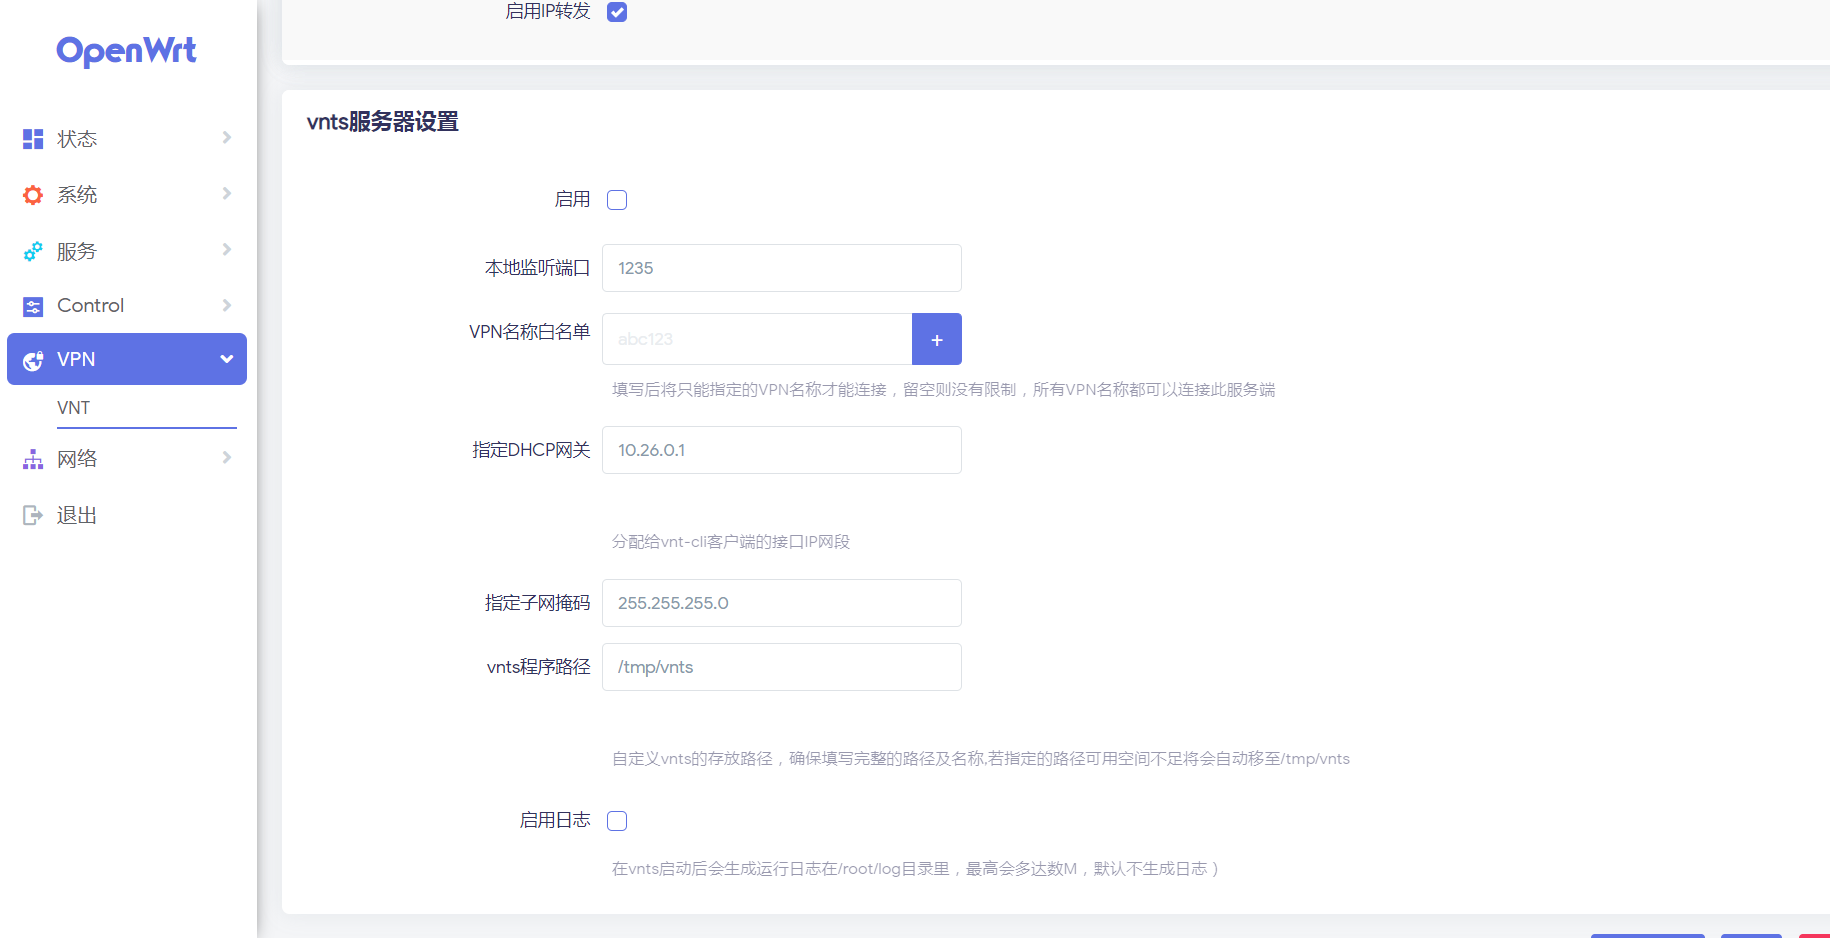 OpenWrt
状态
系统
服务
Control
VPN
VNT
网络
退出
启用IP转发
vnts服务器设置
启用
本地监听端口 1235
VPN名称白名单 abc123 +
填写后将只能指定的VPN名称才能连接，留空则没有限制，所有VPN名称都可以连接此服务端
指定DHCP网关 10.26.0.1
分配给vnt-cli客户端的接口IP网段
指定子网掩码 255.255.255.0
vnts程序路径 /tmp/vnts
自定义vnts的存放路径，确保填写完整的路径及名称,若指定的路径可用空间不足将会自动移至/tmp/vnts
启用日志
在vnts启动后会生成运行日志在/root/log目录里，最高会多达数M，默认不生成日志）